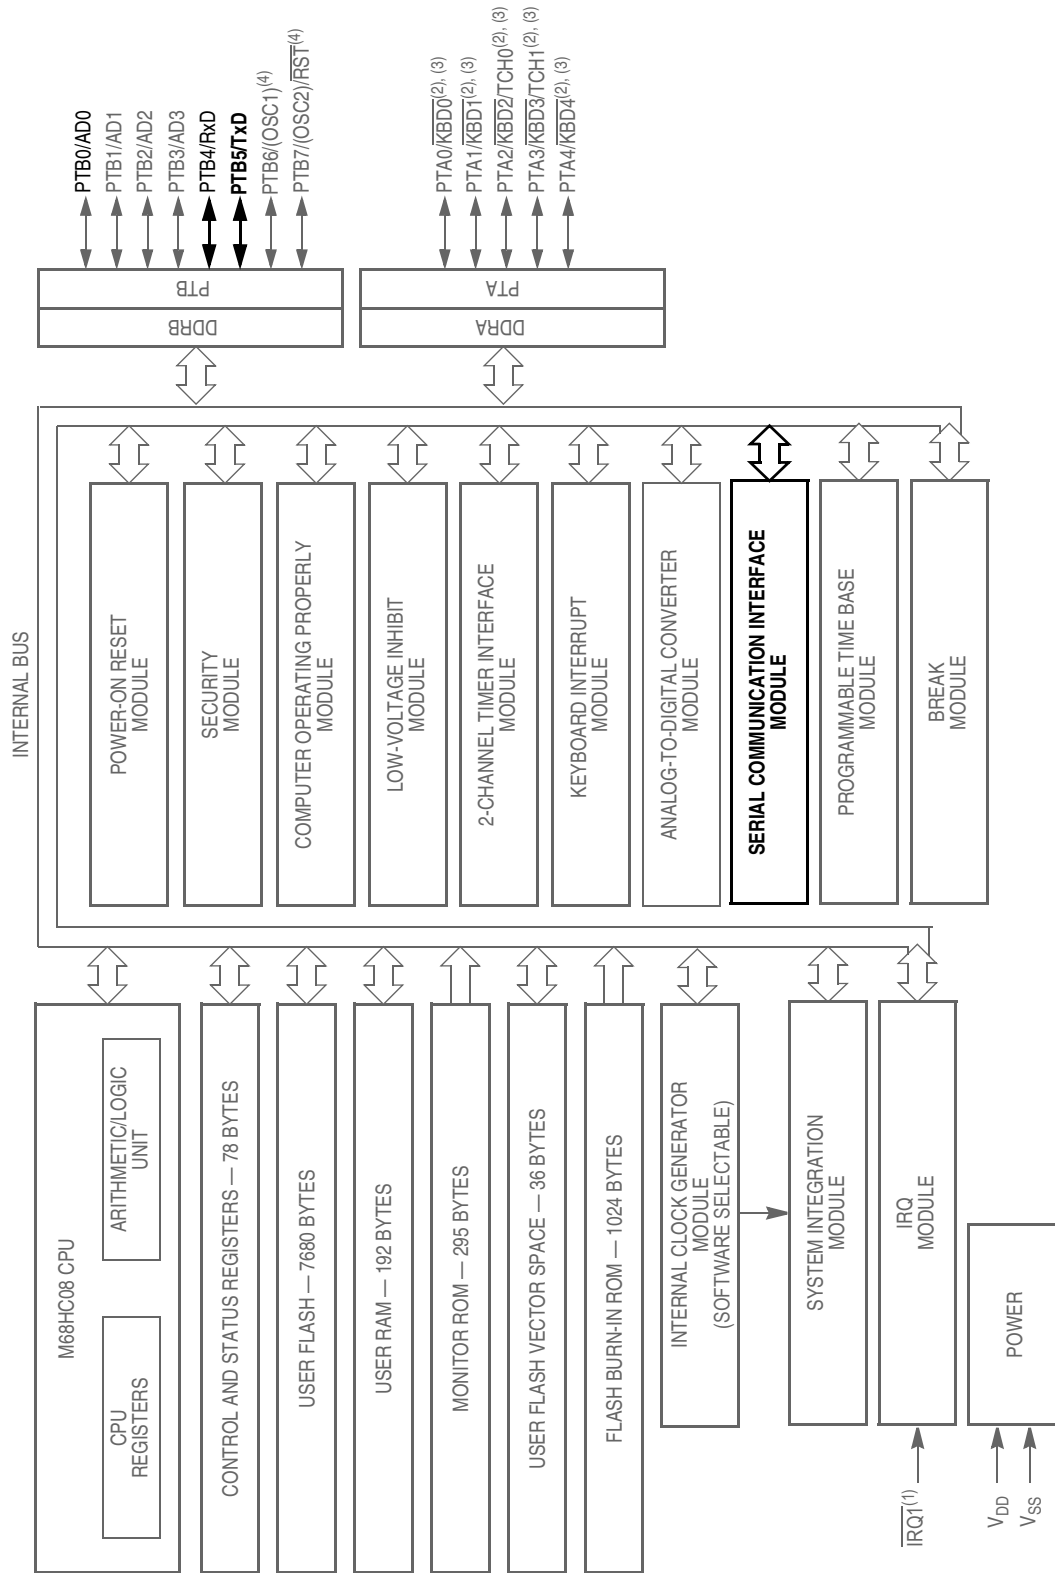 INTERNAL BUS
M68HC08 CPU
CPU
REGISTERS
ARITHMETIC/LOGIC
UNIT
CONTROL AND STATUS REGISTERS — 78 BYTES
USER FLASH — 7680 BYTES
USER RAM — 192 BYTES
MONITOR ROM — 295 BYTES
USER FLASH VECTOR SPACE — 36 BYTES
FLASH BURN-IN ROM — 1024 BYTES
INTERNAL CLOCK GENERATOR
MODULE
(SOFTWARE SELECTABLE)
SYSTEM INTEGRATION
MODULE
IRQ
MODULE
POWER
IRQ1(1)
VDD
VSS
POWER-ON RESET
MODULE
SECURITY
MODULE
COMPUTER OPERATING PROPERLY
MODULE
LOW-VOLTAGE INHIBIT
MODULE
2-CHANNEL TIMER INTERFACE
MODULE
KEYBOARD INTERRUPT
MODULE
ANALOG-TO-DIGITAL CONVERTER
MODULE
SERIAL COMMUNICATION INTERFACE
MODULE
PROGRAMMABLE TIME BASE
MODULE
BREAK
MODULE
DDRB
PTB
PTB0/AD0
PTB1/AD1
PTB2/AD2
PTB3/AD3
PTB4/RxD
PTB5/TxD
PTB6/(OSC1)(4)
PTB7/(OSC2)/RST(4)
DDRA
PTA
PTA0/KBD0(2), (3)
PTA1/KBD1(2), (3)
PTA2/KBD2/TCH0(2), (3)
PTA3/KBD3/TCH1(2), (3)
PTA4/KBD4(2), (3)